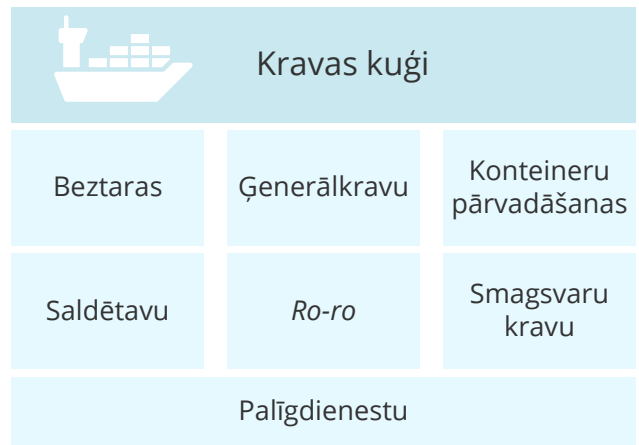 Kravas kuģi
Beztaras
Ģenerālkravu
Konteineru
pārvadāšanas
Saldētavu
Ro-ro
Smagsvaru
kravu
Palīgdienestu